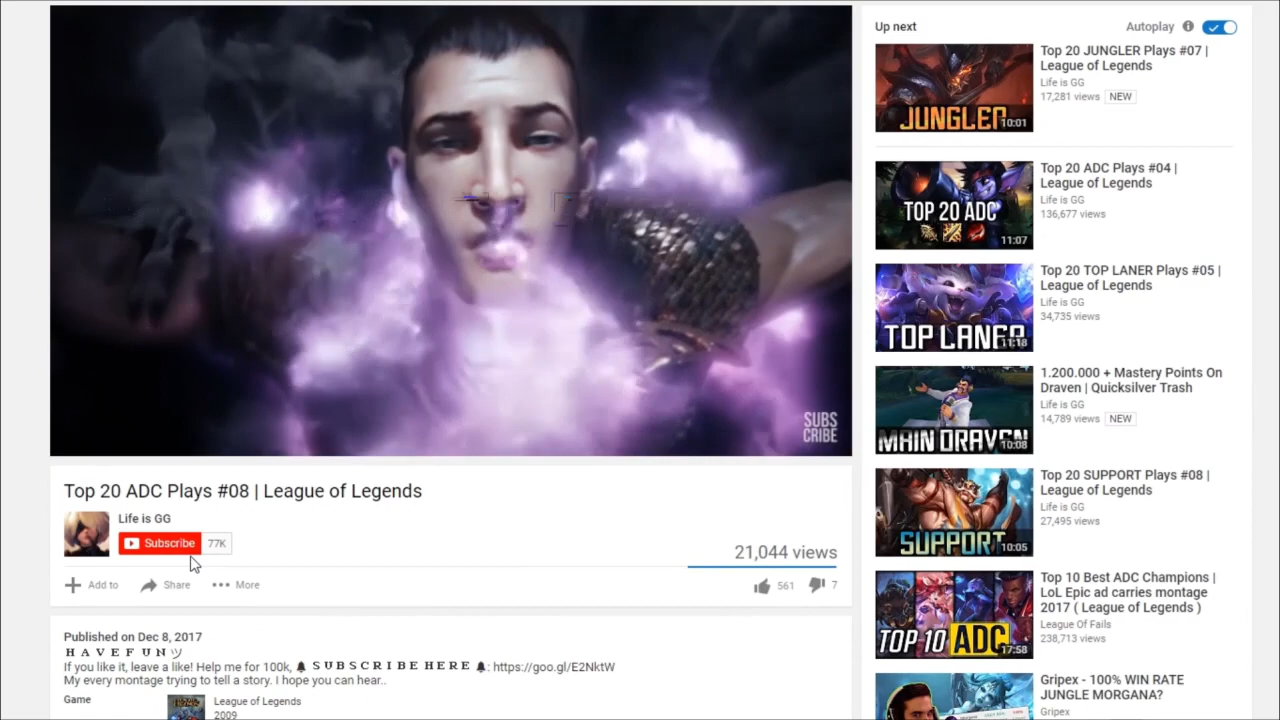 SUBS
CRIBE
Top 20 ADC Plays #08 | League of Legends
Life is GG
Subscribe 77K
21,044 views
Add to Share More 561 7
Published on Dec 8, 2017
H A V E F U N ツ
If you like it, leave a like! Help me for 100k, 🔔 S U B S C R I B E H E R E 🔔: https://goo.gl/E2NktW
My every montage trying to tell a story. I hope you can hear..
Game
League of Legends
2009
Up next Autoplay
JUNGLER 10:01
Top 20 JUNGLER Plays #07 |
League of Legends
Life is GG
17,281 views NEW
TOP 20 ADC
11:07
Top 20 ADC Plays #04 |
League of Legends
Life is GG
136,677 views
TOP LANER 11:18
Top 20 TOP LANER Plays #05 |
League of Legends
Life is GG
34,735 views
MAIN DRAVEN 10:08
1.200.000 + Mastery Points On
Draven | Quicksilver Trash
Life is GG
14,789 views NEW
SUPPORT 10:05
Top 20 SUPPORT Plays #08 |
League of Legends
Life is GG
27,495 views
TOP 10 ADC 17:58
Top 10 Best ADC Champions |
LoL Epic ad carries montage
2017 ( League of Legends )
League Of Fails
238,713 views
Gripex - 100% WIN RATE
JUNGLE MORGANA?
Gripex